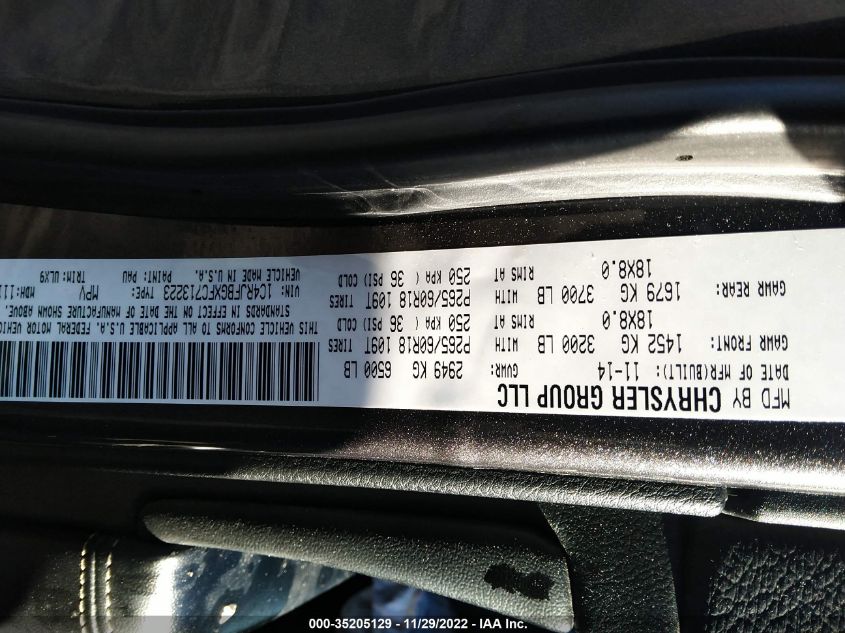 MFD BY CHRYSLER GROUP LLC
DATE OF MFR(BUILT): 11-14 GVWR: 2949 KG 6500 LB
GAWR FRONT: 1452 KG 3200 LB WITH P265/60R18 109T TIRES
18X8.0 RIMS AT 250 KPA ( 36 PSI) COLD
GAWR REAR: 1679 KG 3700 LB WITH P265/60R18 109T TIRES
18X8.0 RIMS AT 250 KPA ( 36 PSI) COLD
THIS VEHICLE CONFORMS TO ALL APPLICABLE U.S.A. FEDERAL MOTOR
STANDARDS IN EFFECT ON THE DATE OF MANUFACTURE SHOWN ABOVE.
VIN: 1C4RJFBGXFC713223 TYPE: MPV MDH:111
VEHICLE MADE IN U.S.A. PAINT: PAU TRIM: ULX9
000-35205129 - 11/29/2022 - IAA Inc.